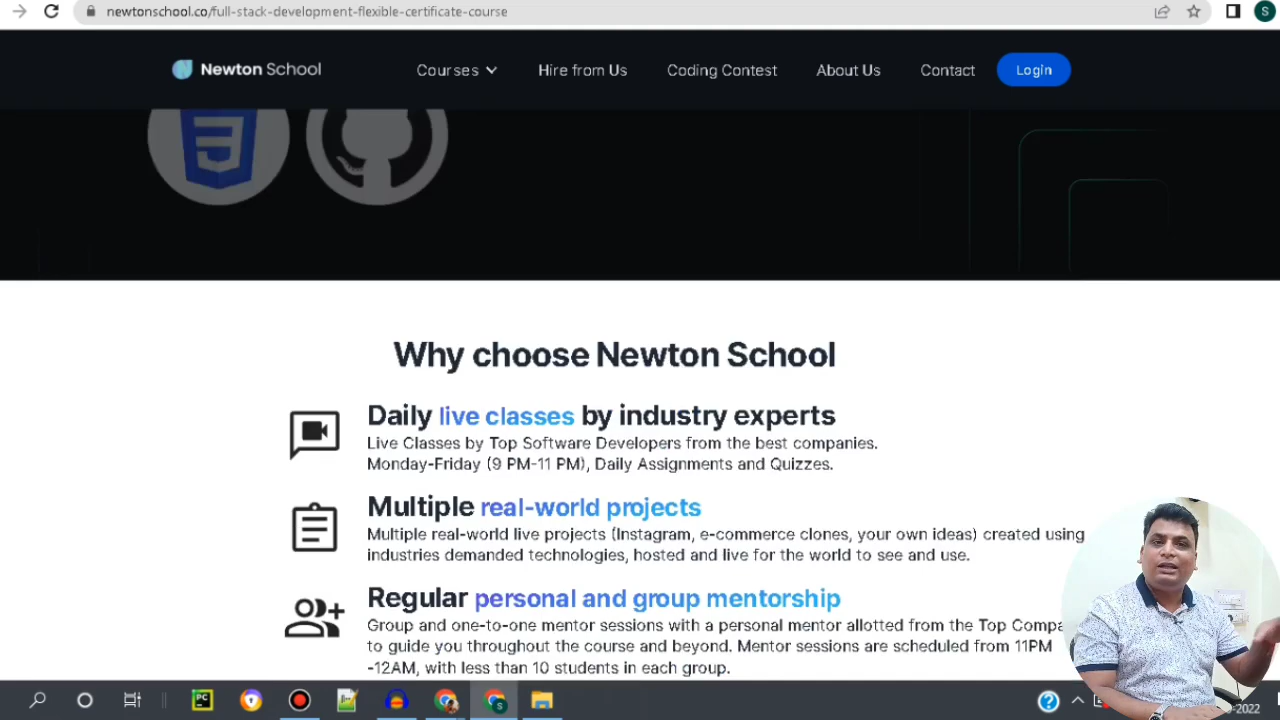 newtonschool.co/full-stack-development-flexible-certificate-course
S
Newton School
Courses
Hire from Us
Coding Contest
About Us
Contact
Login
Why choose Newton School
Daily live classes by industry experts
Live Classes by Top Software Developers from the best companies.
Monday-Friday (9 PM-11 PM), Daily Assignments and Quizzes.
Multiple real-world projects
Multiple real-world live projects (Instagram, e-commerce clones, your own ideas) created using
industries demanded technologies, hosted and live for the world to see and use.
Regular personal and group mentorship
Group and one-to-one mentor sessions with a personal mentor allotted from the Top Compa
to guide you throughout the course and beyond. Mentor sessions are scheduled from 11PM
-12AM, with less than 10 students in each group.
PC
S
-2022